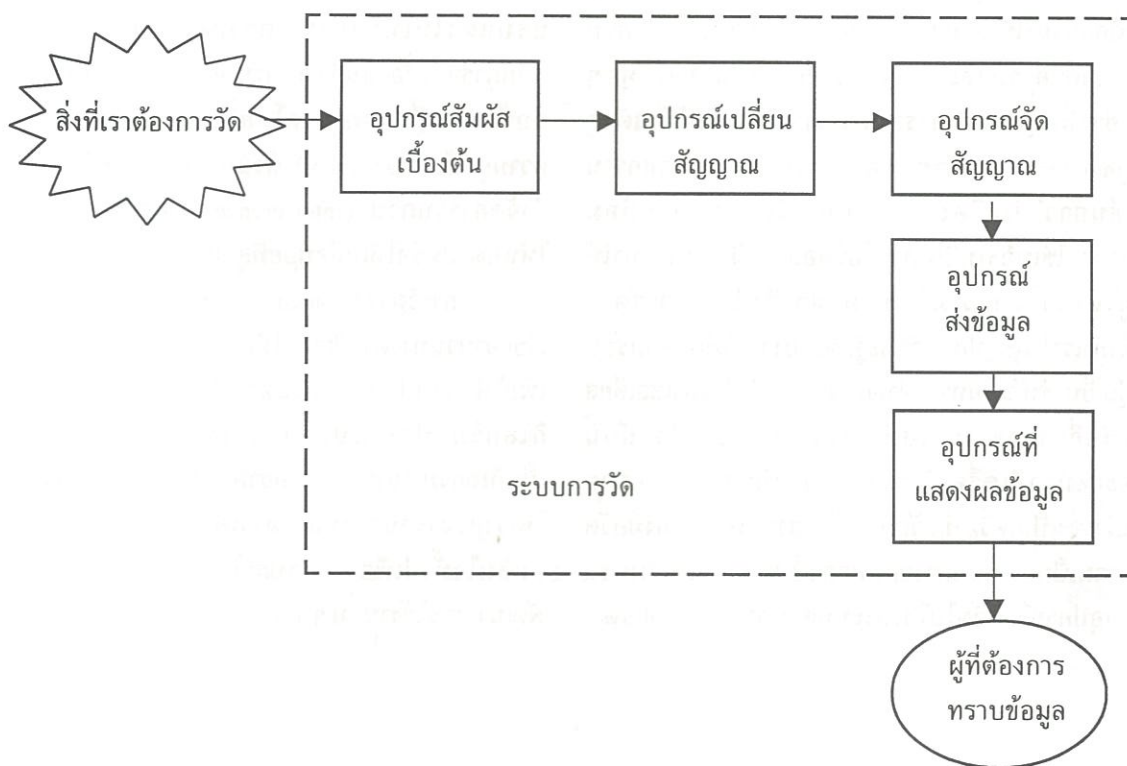 สิ่งที่เราต้องการวัด
อุปกรณ์สัมผัส
เบื้องต้น
อุปกรณ์เปลี่ยน
สัญญาณ
อุปกรณ์จัด
สัญญาณ
อุปกรณ์
ส่งข้อมูล
อุปกรณ์ที่
แสดงผลข้อมูล
ระบบการวัด
ผู้ที่ต้องการ
ทราบข้อมูล